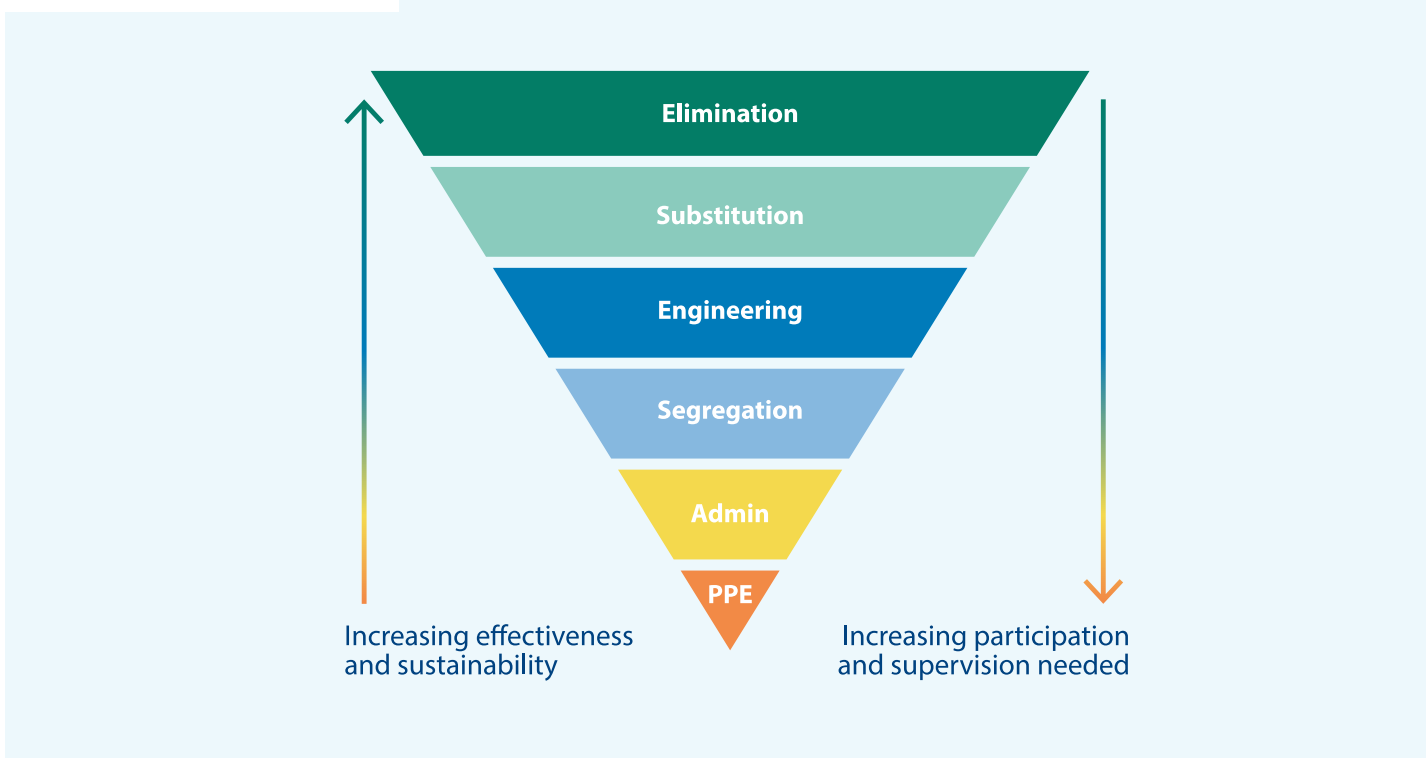 Elimination
Substitution
Engineering
Segregation
Admin
PPE
Increasing effectiveness
and sustainability
Increasing participation
and supervision needed